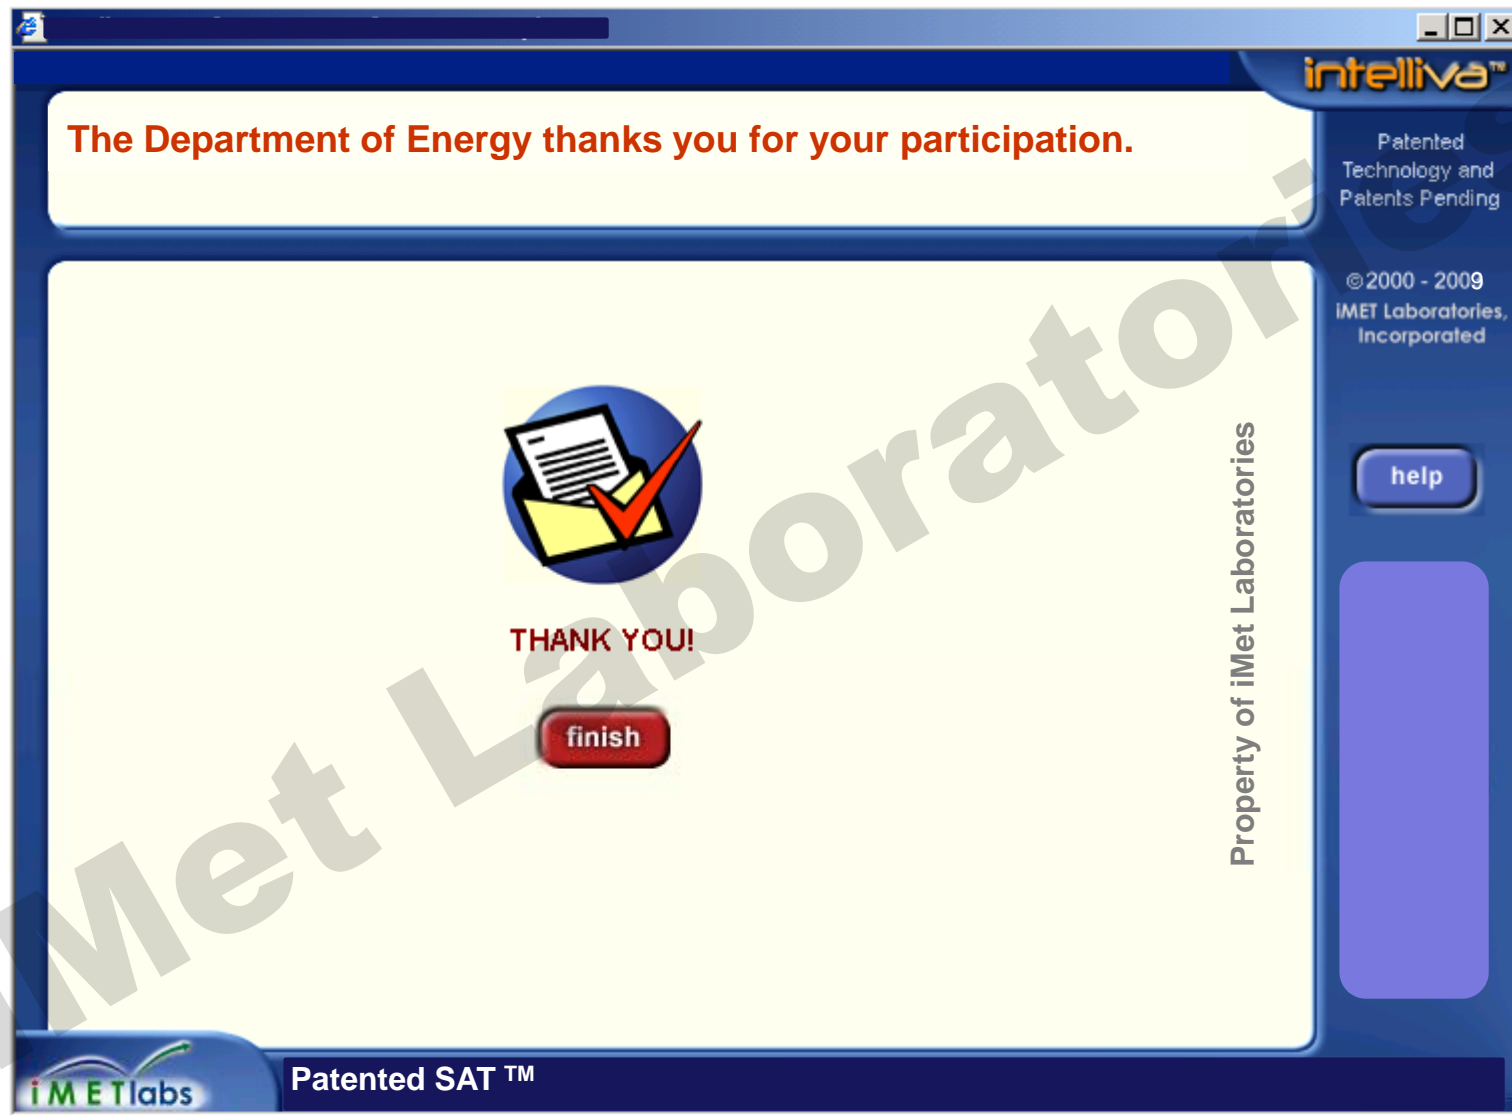 intelliva™
The Department of Energy thanks you for your participation.
Patented
Technology and
Patents Pending
©2000 - 2009
iMET Laboratories,
Incorporated
help
THANK YOU!
finish
Property of iMet Laboratories
iMet Laboratories
iMETlabs
Patented SAT ™